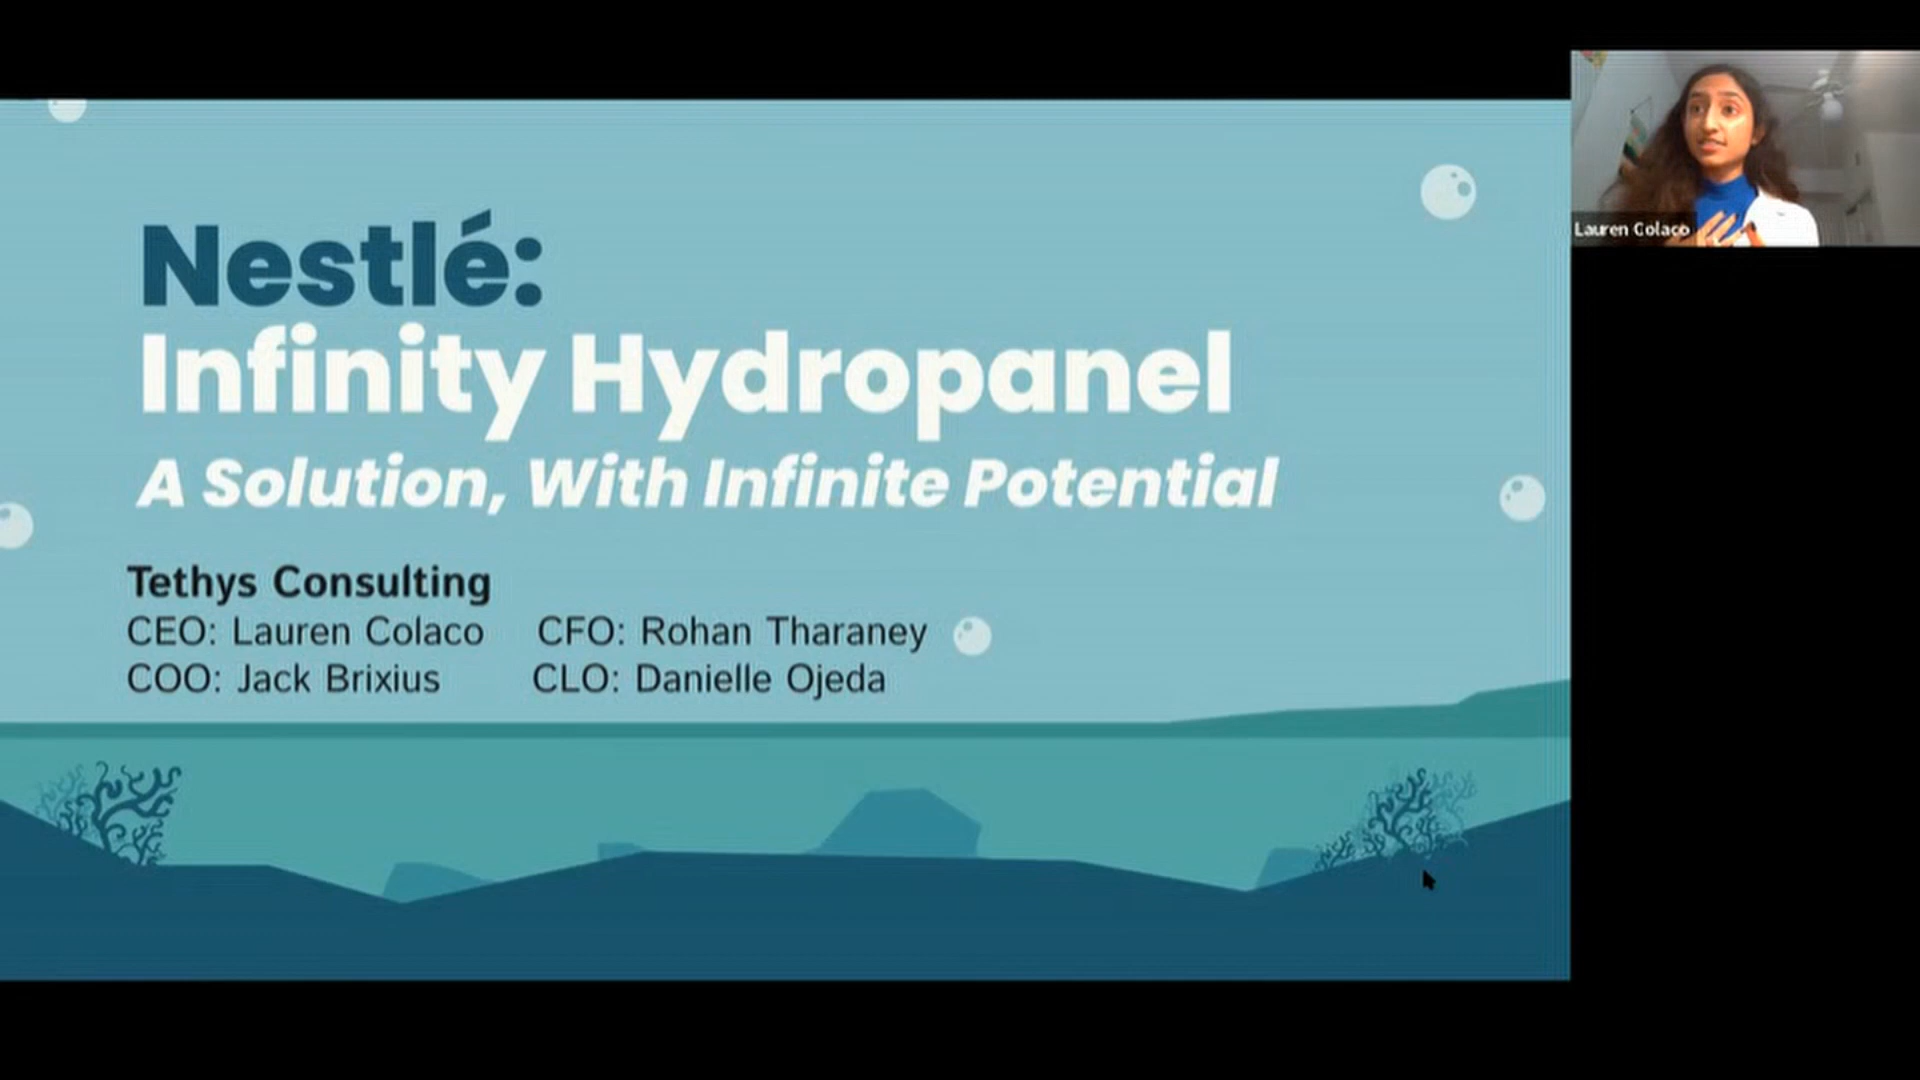 Nestlé:
Infinity Hydropanel
A Solution, With Infinite Potential
Tethys Consulting
CEO: Lauren Colaco CFO: Rohan Tharaney
COO: Jack Brixius CLO: Danielle Ojeda
Lauren Colaco